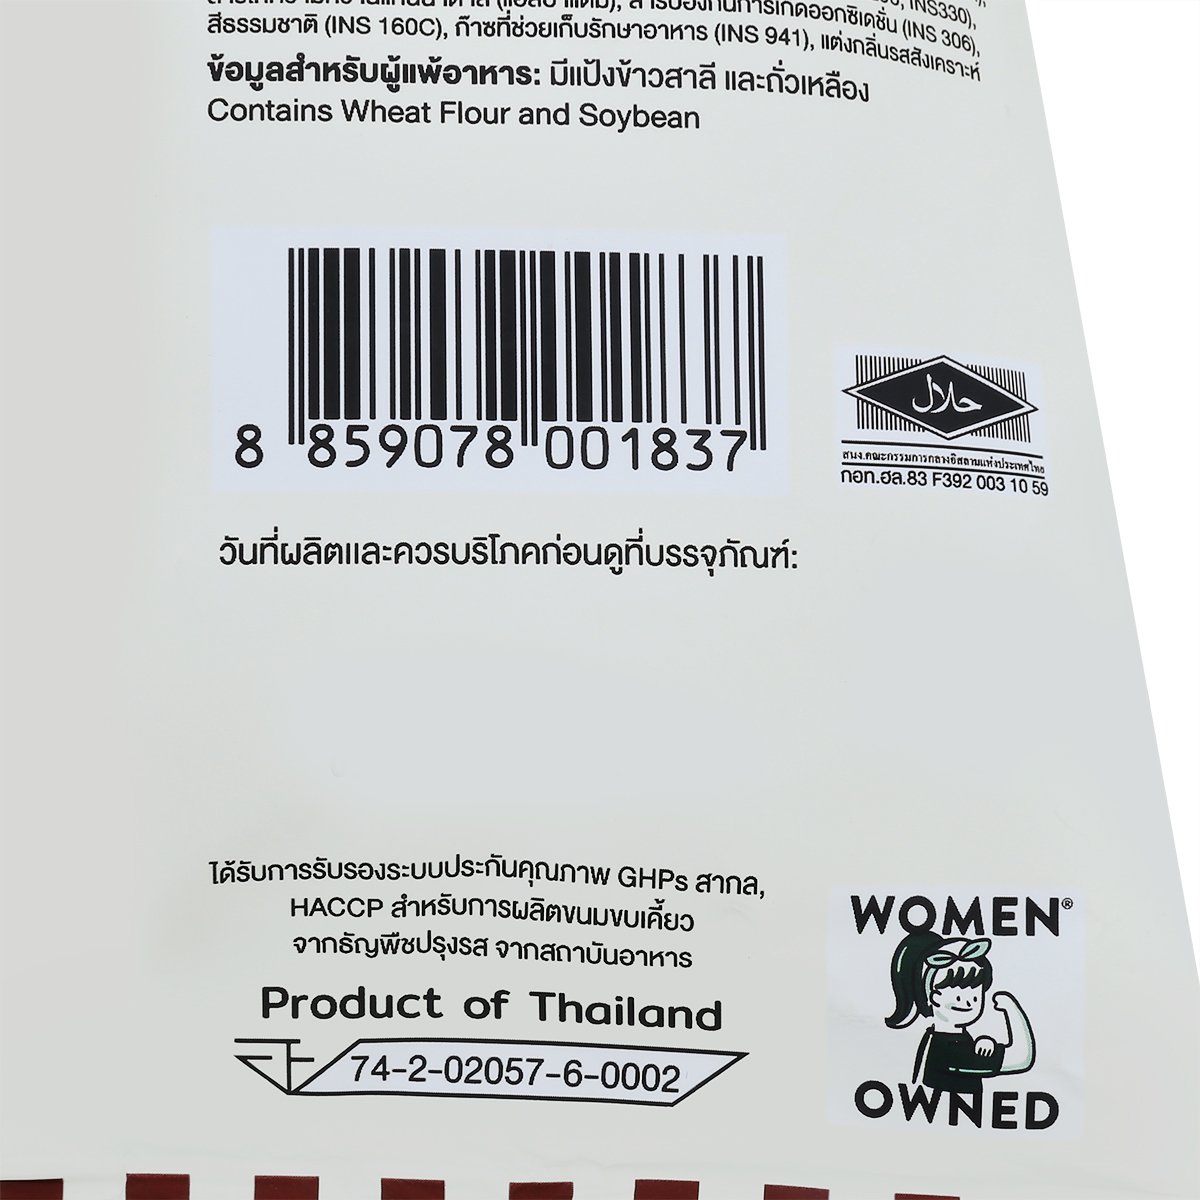 สีธรรมชาติ (INS 160C), ก๊าซที่ช่วยเก็บรักษาอาหาร (INS 941), แต่งกลิ่นรสสังเคราะห์
ข้อมูลสำหรับผู้แพ้อาหาร: มีแป้งข้าวสาลี และถั่วเหลือง
Contains Wheat Flour and Soybean
8 859078 001837
حلال
สนง.คณะกรรมการกลางอิสลามแห่งประเทศไทย
กอท.ฮล.83 F392 003 10 59
วันที่ผลิตและควรบริโภคก่อนดูที่บรรจุภัณฑ์:
ได้รับการรับรองระบบประกันคุณภาพ GHPs สากล,
HACCP สำหรับการผลิตขนมขบเคี้ยว
จากธัญพืชปรุงรส จากสถาบันอาหาร
Product of Thailand
74-2-02057-6-0002
WOMEN®
OWNED